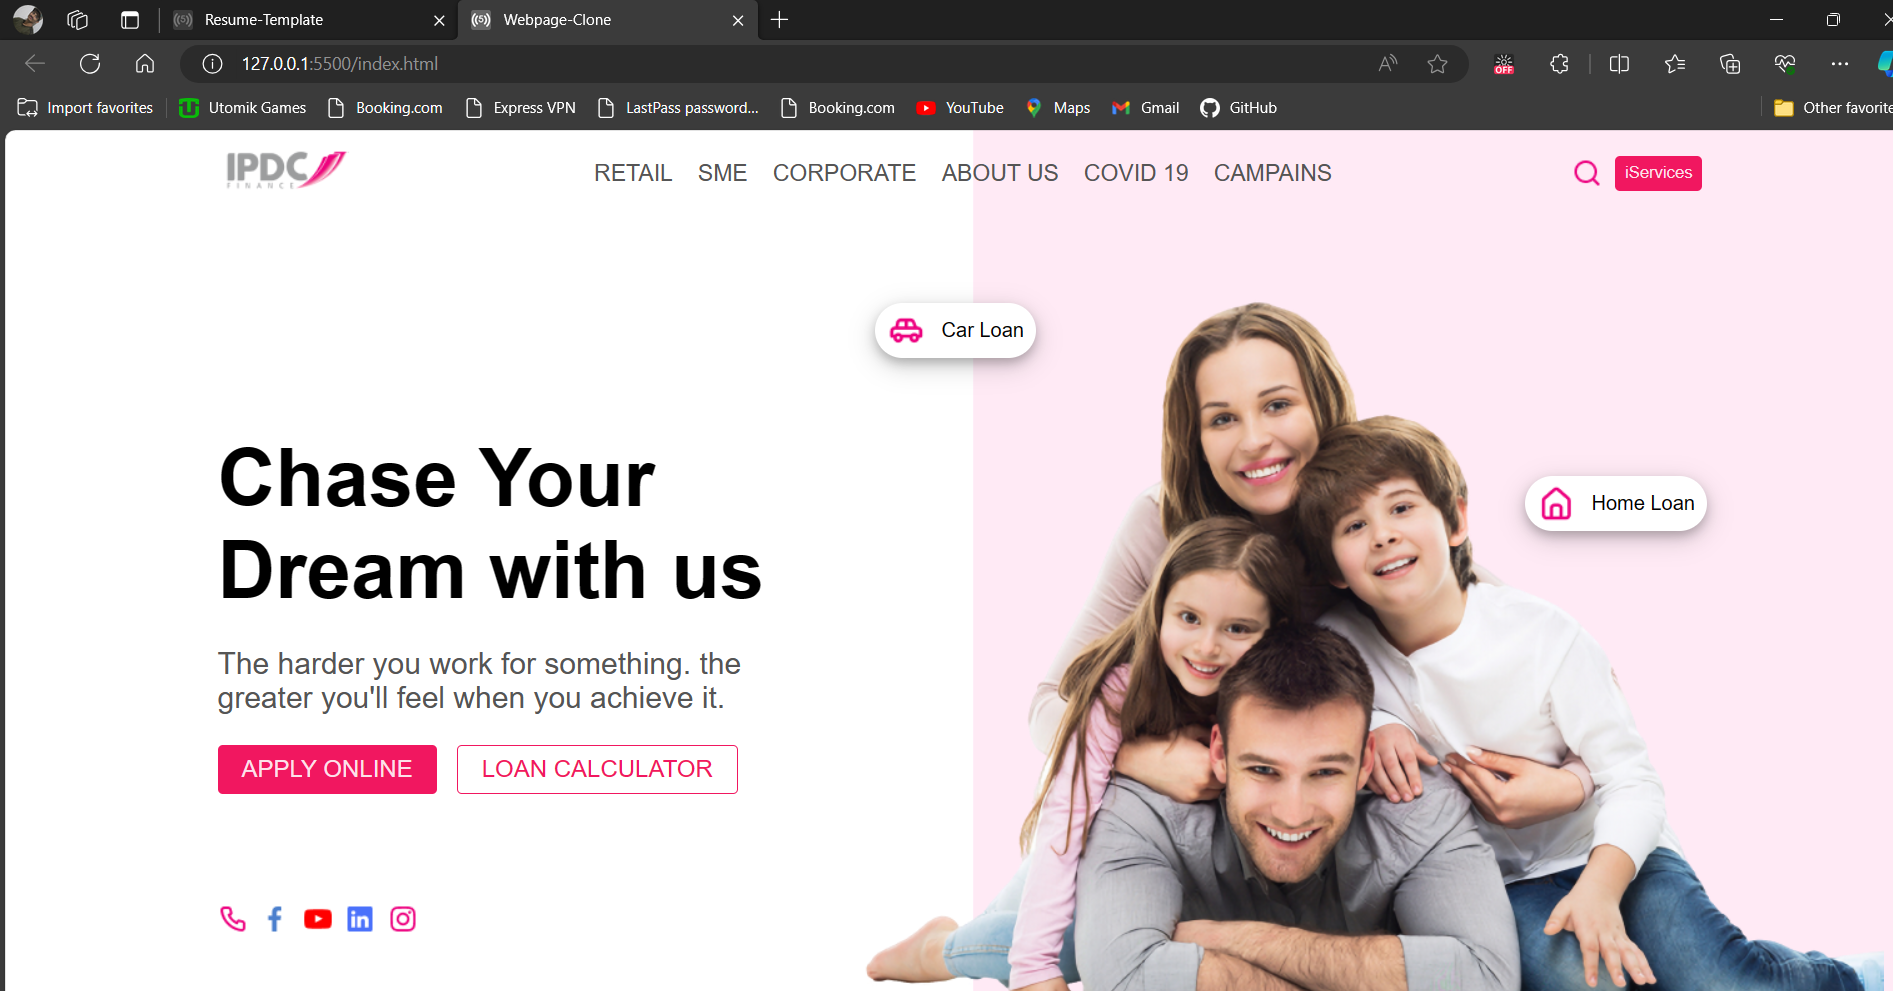 Resume-Template
Webpage-Clone
127.0.0.1:5500/index.html
OFF
Import favorites
Utomik Games
Booking.com
Express VPN
LastPass password...
Booking.com
YouTube
Maps
Gmail
GitHub
Other favorite
IPDC
FINANCE
RETAIL
SME
CORPORATE
ABOUT US
COVID 19
CAMPAINS
iServices
Car Loan
Home Loan
Chase Your
Dream with us
The harder you work for something. the
greater you'll feel when you achieve it.
APPLY ONLINE
LOAN CALCULATOR